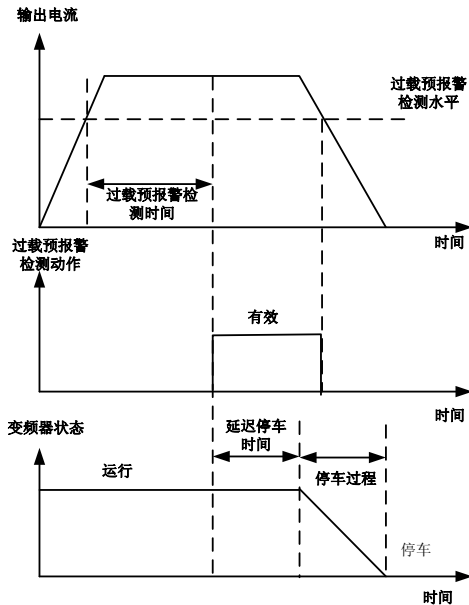 输出电流
过载预报警
检测水平
过载预报警检
测时间
时间
过载预报警
检测动作
有效
时间
变频器状态
延迟停车
时间
运行
停车过程
停车
时间